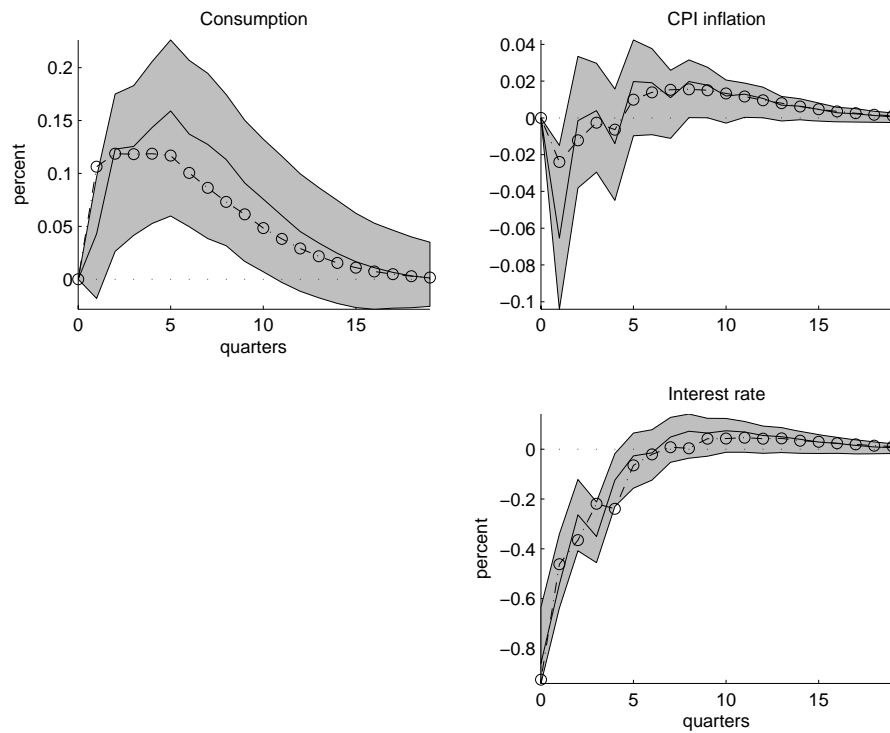 Consumption
0.2
0.15
0.1
0.05
0
percent
0 5 10 15
quarters
CPI inflation
0.04
0.02
0
−0.02
−0.04
−0.06
−0.08
−0.1
0 5 10 15
Interest rate
0
−0.2
−0.4
−0.6
−0.8
percent
0 5 10 15
quarters